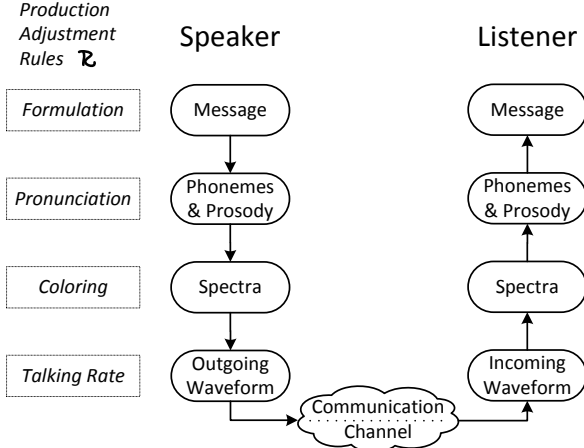 Production
Adjustment
Rules R
Speaker
Listener
Formulation
Message
Message
Pronunciation
Phonemes
& Prosody
Phonemes
& Prosody
Coloring
Spectra
Spectra
Talking Rate
Outgoing
Waveform
Incoming
Waveform
Communication
Channel